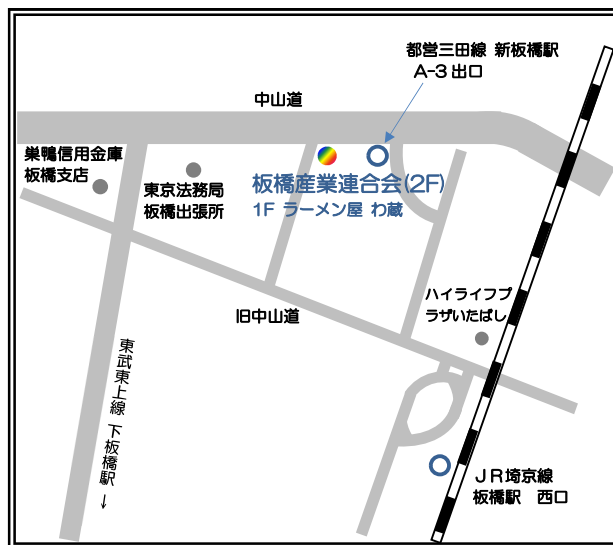 都営三田線 新板橋駅
A-3 出口
中山道
巣鴨信用金庫
板橋支店
東京法務局
板橋出張所
板橋産業連合会(2F)
1F ラーメン屋 わ蔵
ハイライフプ
ラザいたばし
旧中山道
東武東上線 下板橋駅 ↓
JR埼京線
板橋駅 西口